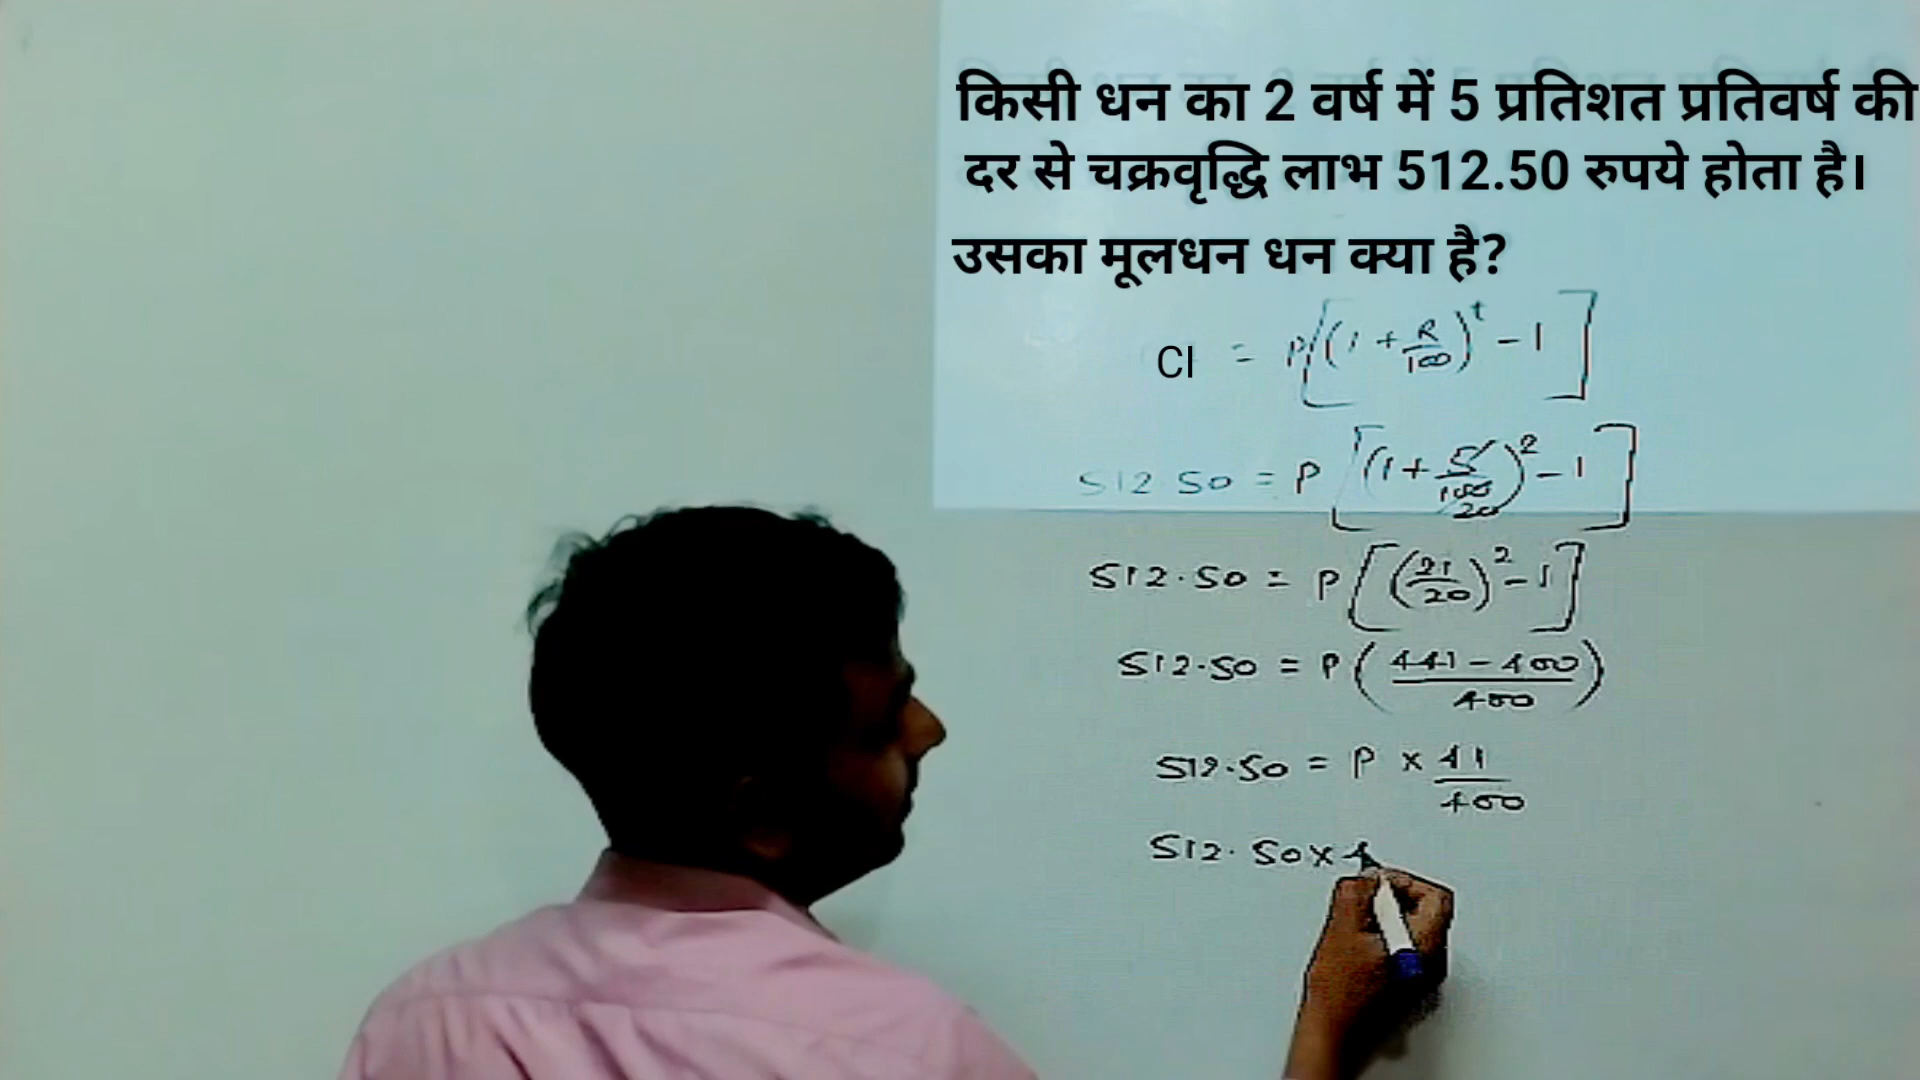 किसी धन का 2 वर्ष में 5 प्रतिशत प्रतिवर्ष की
दर से चक्रवृद्धि लाभ 512.50 रुपये होता है।
उसका मूलधन धन क्या है?
CI = P[(1 + R/100)^t - 1]
512 50 = P [(1 + 5/100 20)^2 - 1]
512.50 = P [(21/20)^2 - 1]
512.50 = P (441 - 400 / 400)
512.50 = P × 41/400
512.50 × 4